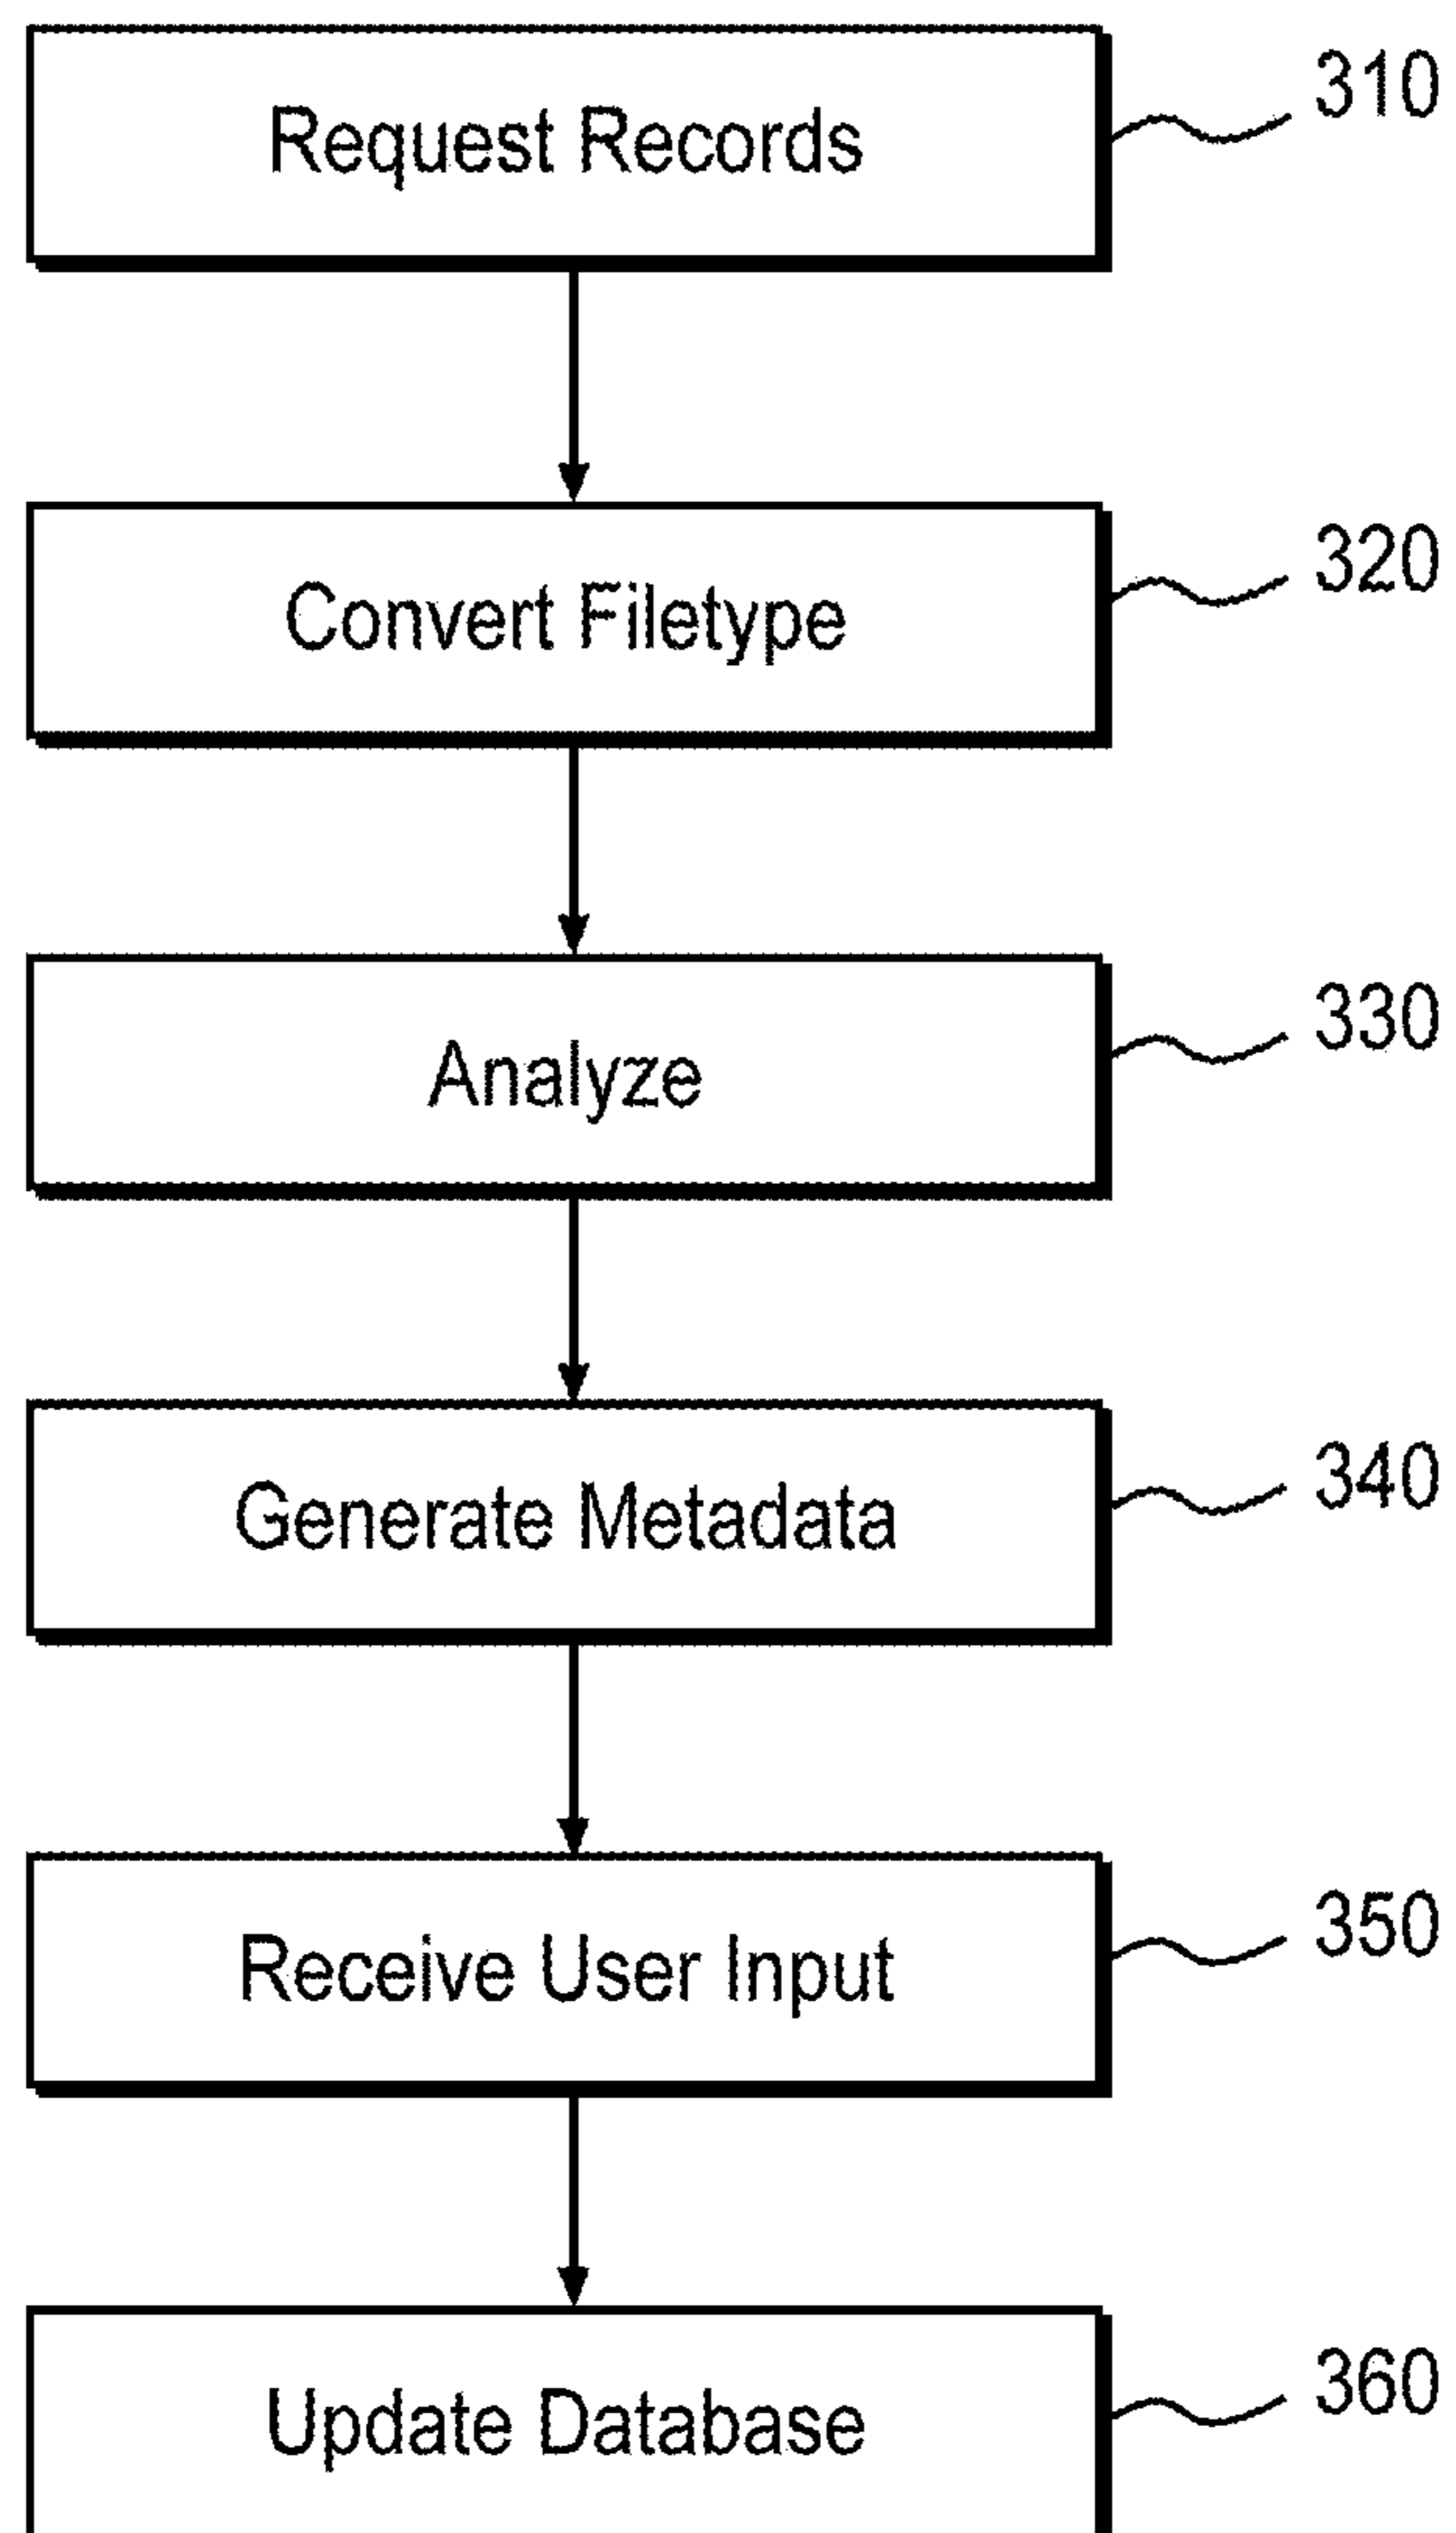 Request Records 310
Convert Filetype 320
Analyze 330
Generate Metadata 340
Receive User Input 350
Update Database 360